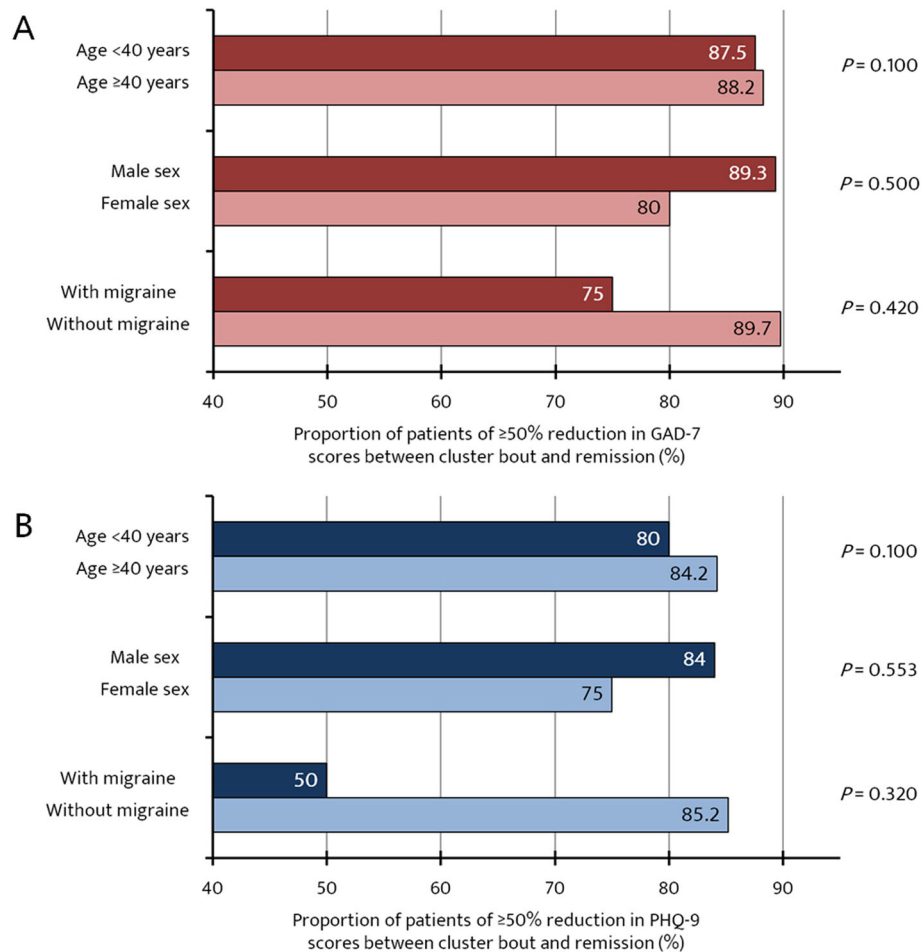 A
Age <40 years
87.5
Age ≥40 years
88.2
P = 0.100
Male sex
89.3
Female sex
80
P = 0.500
With migraine
75
Without migraine
89.7
P = 0.420
40 50 60 70 80 90
Proportion of patients of ≥50% reduction in GAD-7
scores between cluster bout and remission (%)
B
Age <40 years
80
Age ≥40 years
84.2
P = 0.100
Male sex
84
Female sex
75
P = 0.553
With migraine
50
Without migraine
85.2
P = 0.320
40 50 60 70 80 90
Proportion of patients of ≥50% reduction in PHQ-9
scores between cluster bout and remission (%)